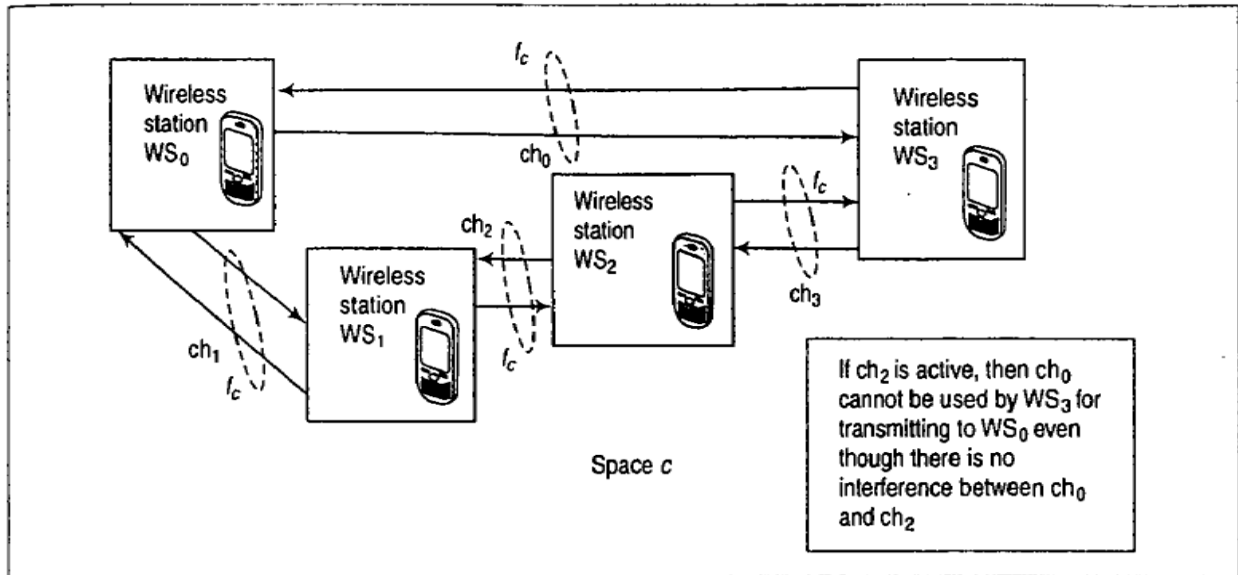 f_c
Wireless
station
WS₀
ch₀
Wireless
station
WS₃
Wireless
station
WS₂
f_c
ch₂
ch₃
Wireless
station
WS₁
ch₁
f_c
f_c
If ch₂ is active, then ch₀
cannot be used by WS₃ for
transmitting to WS₀ even
though there is no
interference between ch₀
and ch₂
Space c